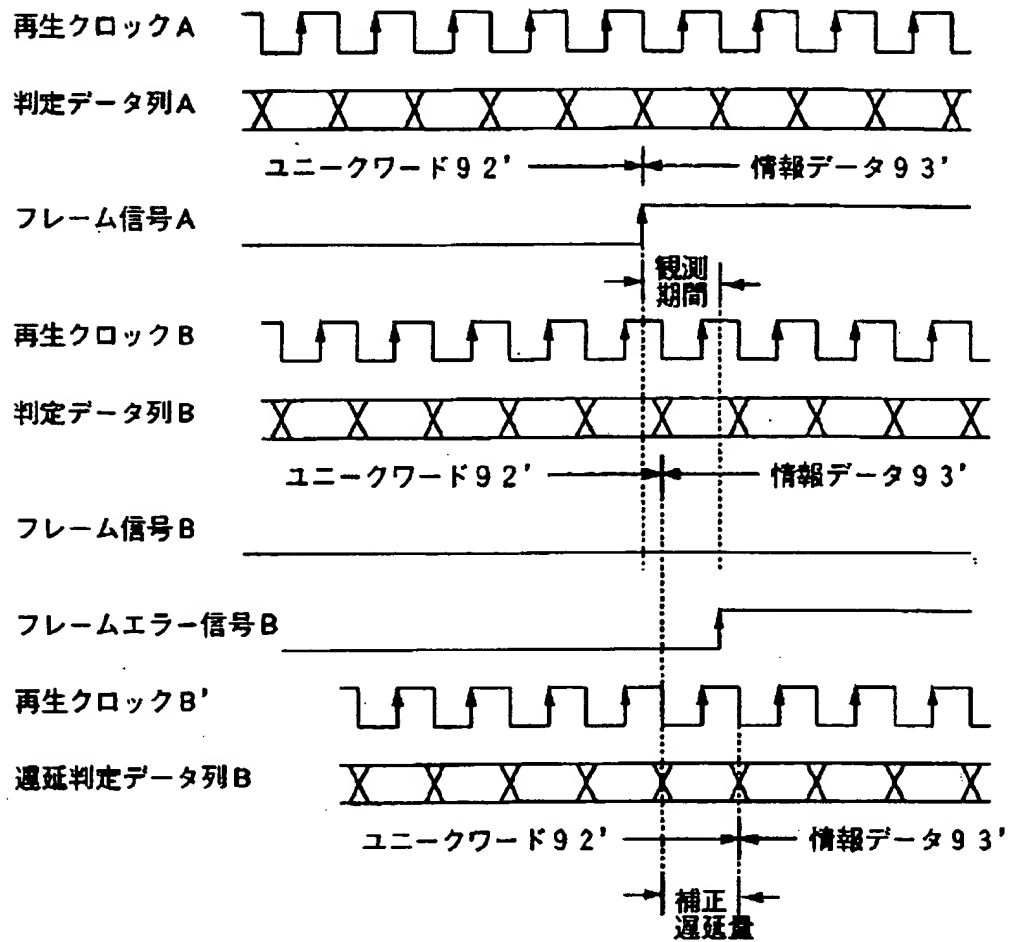 再生クロックA
判定データ列A
ユニークワード92' 情報データ93'
フレーム信号A
観測
期間
再生クロックB
判定データ列B
ユニークワード92' 情報データ93'
フレーム信号B
フレームエラー信号B
再生クロックB'
遅延判定データ列B
ユニークワード92' 情報データ93'
補正
遅延量